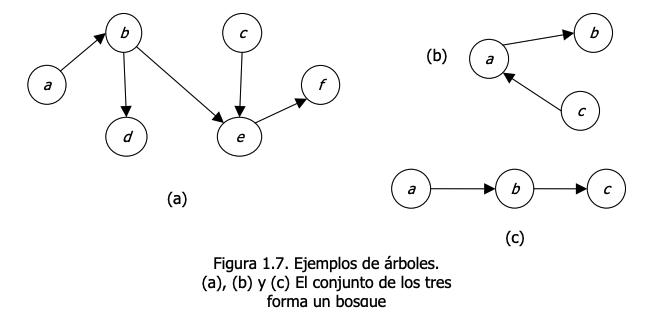 b
c
a
f
d
e
(a)
(b)
b
a
c
a
b
c
(c)
Figura 1.7. Ejemplos de árboles.
(a), (b) y (c) El conjunto de los tres
forma un bosque